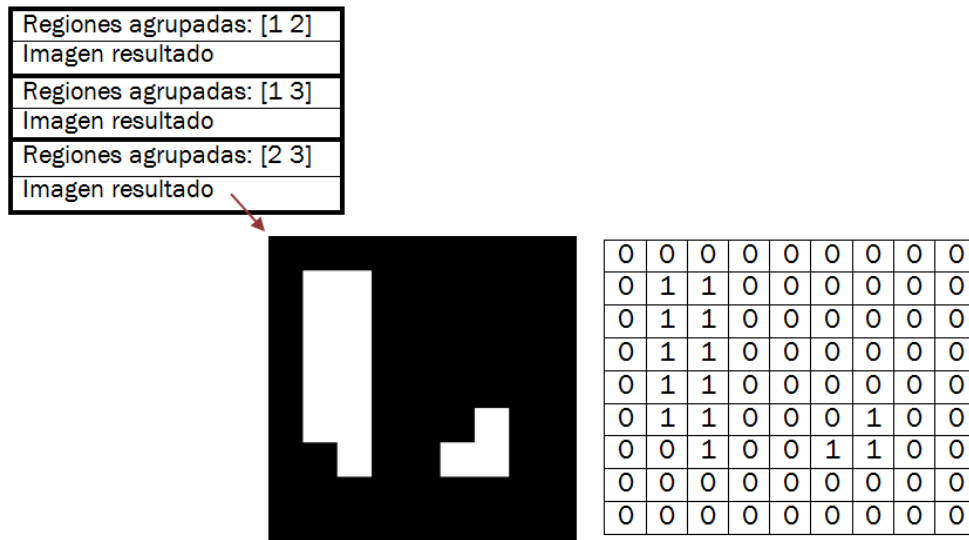 Regiones agrupadas: [1 2]
Imagen resultado
Regiones agrupadas: [1 3]
Imagen resultado
Regiones agrupadas: [2 3]
Imagen resultado
0 0 0 0 0 0 0 0 0
0 1 1 0 0 0 0 0 0
0 1 1 0 0 0 0 0 0
0 1 1 0 0 0 0 0 0
0 1 1 0 0 0 0 0 0
0 1 1 0 0 0 1 0 0
0 0 1 0 0 1 1 0 0
0 0 0 0 0 0 0 0 0
0 0 0 0 0 0 0 0 0